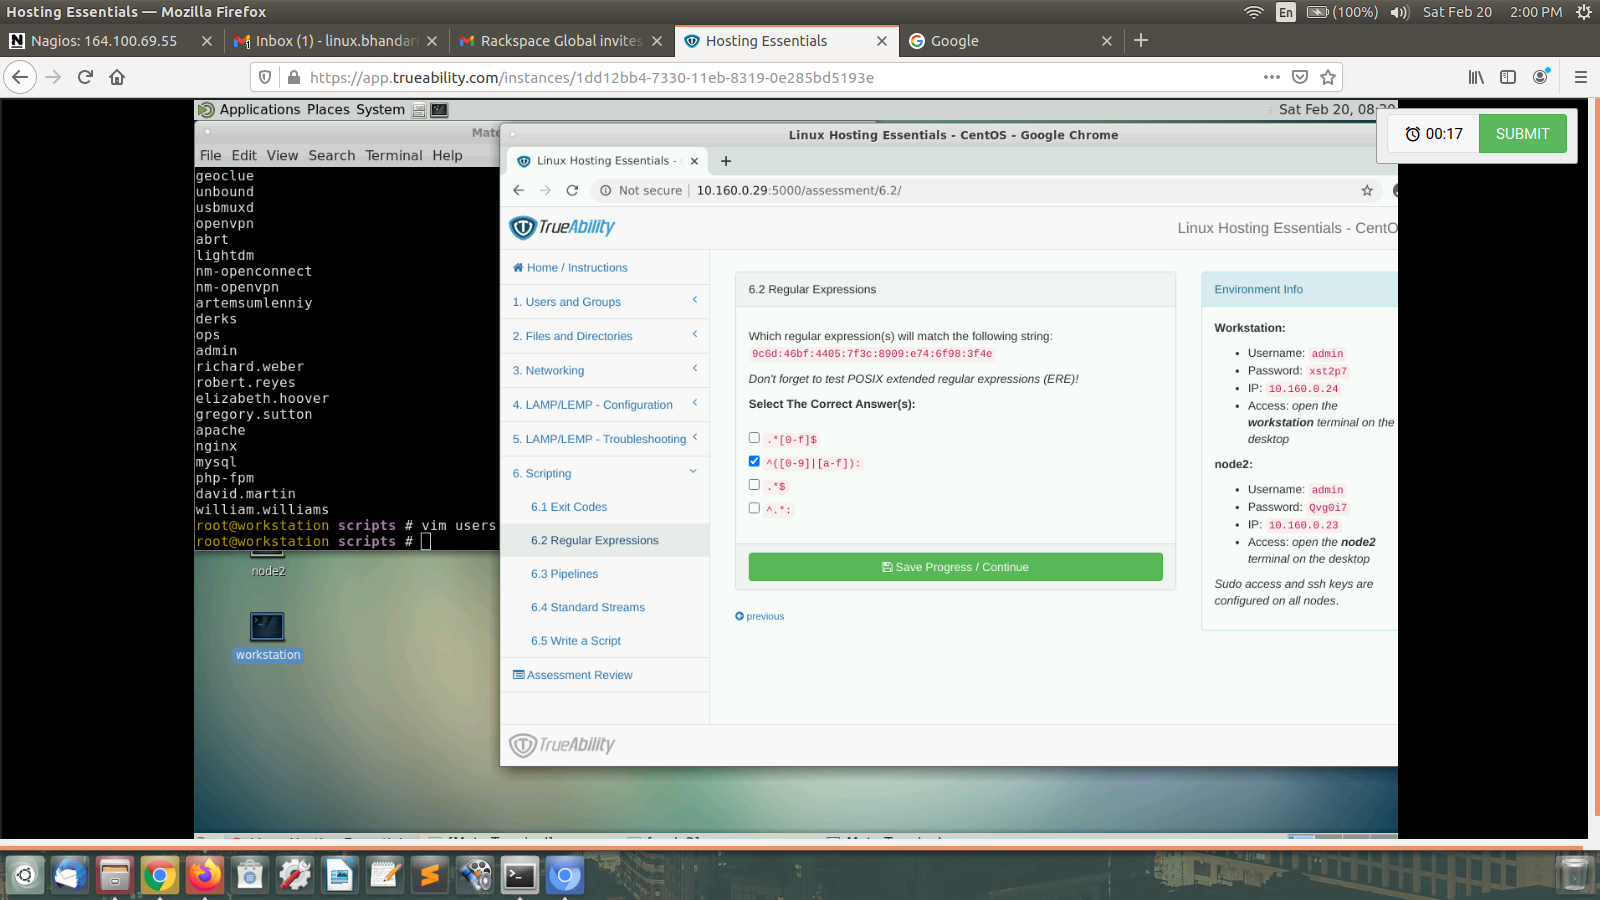 Hosting Essentials — Mozilla Firefox
En (100%) Sat Feb 20 2:00 PM
Nagios: 164.100.69.55
Inbox (1) - linux.bhandar
Rackspace Global invites
Hosting Essentials
Google
https://app.trueability.com/instances/1dd12bb4-7330-11eb-8319-0e285bd5193e
Applications Places System
Sat Feb 20, 08:30
00:17 SUBMIT
Mate
File Edit View Search Terminal Help
geoclue
unbound
usbmuxd
openvpn
abrt
lightdm
nm-openconnect
nm-openvpn
artemsumlenniy
derks
ops
admin
richard.weber
robert.reyes
elizabeth.hoover
gregory.sutton
apache
nginx
mysql
php-fpm
david.martin
william.williams
root@workstation scripts # vim users
root@workstation scripts #
node2
workstation
Linux Hosting Essentials - CentOS - Google Chrome
Linux Hosting Essentials -
Not secure | 10.160.0.29:5000/assessment/6.2/
TrueAbility
Linux Hosting Essentials - CentO
Home / Instructions
1. Users and Groups
2. Files and Directories
3. Networking
4. LAMP/LEMP - Configuration
5. LAMP/LEMP - Troubleshooting
6. Scripting
6.1 Exit Codes
6.2 Regular Expressions
6.3 Pipelines
6.4 Standard Streams
6.5 Write a Script
Assessment Review
6.2 Regular Expressions
Which regular expression(s) will match the following string:
9c6d:46bf:4405:7f3c:8909:e74:6f98:3f4e
Don't forget to test POSIX extended regular expressions (ERE)!
Select The Correct Answer(s):
.*[0-f]$
^([0-9]|[a-f]):
.*$
^.*:
Save Progress / Continue
previous
Environment Info
Workstation:
• Username: admin
• Password: xst2p7
• IP: 10.160.0.24
• Access: open the
workstation terminal on the
desktop
node2:
• Username: admin
• Password: Qvg0i7
• IP: 10.160.0.23
• Access: open the node2
terminal on the desktop
Sudo access and ssh keys are
configured on all nodes.
TrueAbility